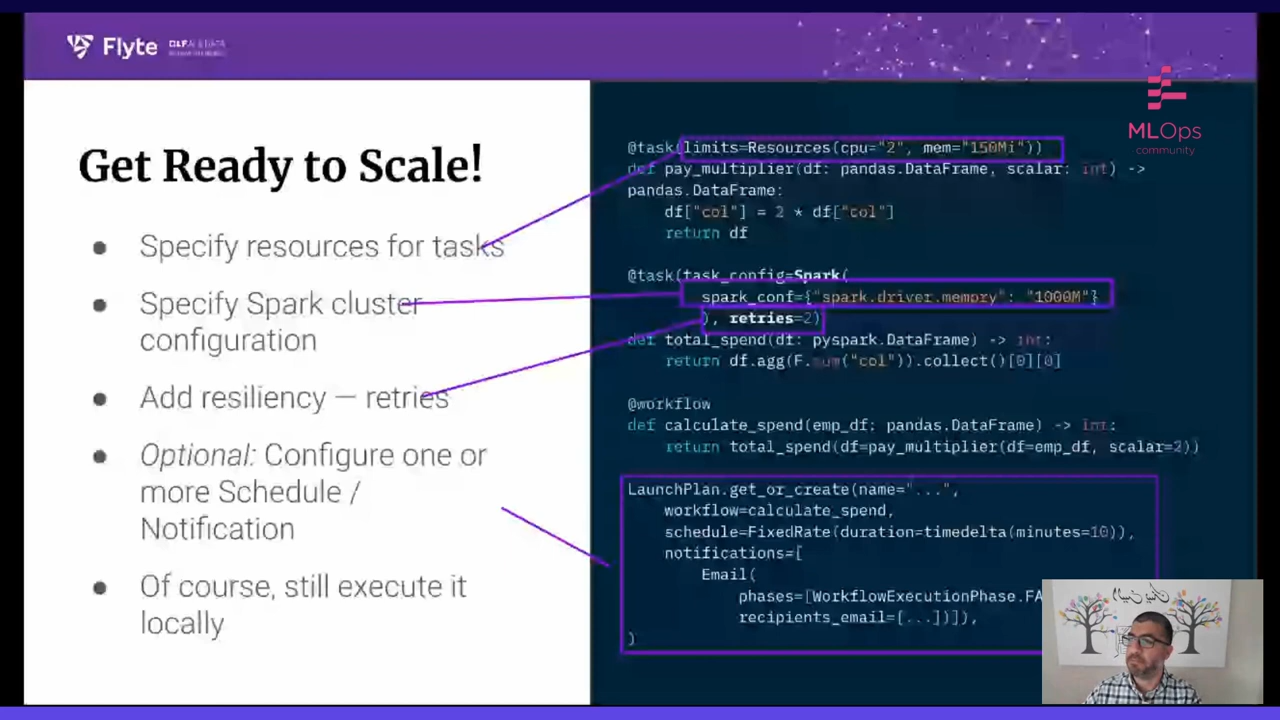 Flyte
MLOps
community
Get Ready to Scale!
● Specify resources for tasks
● Specify Spark cluster
configuration
● Add resiliency — retries
● Optional: Configure one or
more Schedule /
Notification
● Of course, still execute it
locally
@task(limits=Resources(cpu="2", mem="150Mi"))
def pay_multiplier(df: pandas.DataFrame, scalar: int) ->
pandas.DataFrame:
df["col"] = 2 * df["col"]
return df
@task(task_config=Spark(
spark_conf={"spark.driver.memory": "1000M"}
), retries=2)
def total_spend(df: pyspark.DataFrame) -> int:
return df.agg(F.sum("col")).collect()[0][0]
@workflow
def calculate_spend(emp_df: pandas.DataFrame) -> int:
return total_spend(df=pay_multiplier(df=emp_df, scalar=2))
LaunchPlan.get_or_create(name="...",
workflow=calculate_spend,
schedule=FixedRate(duration=timedelta(minutes=10)),
notifications=[
Email(
phases=[WorkflowExecutionPhase.FA
recipients_email=[...])]),
)